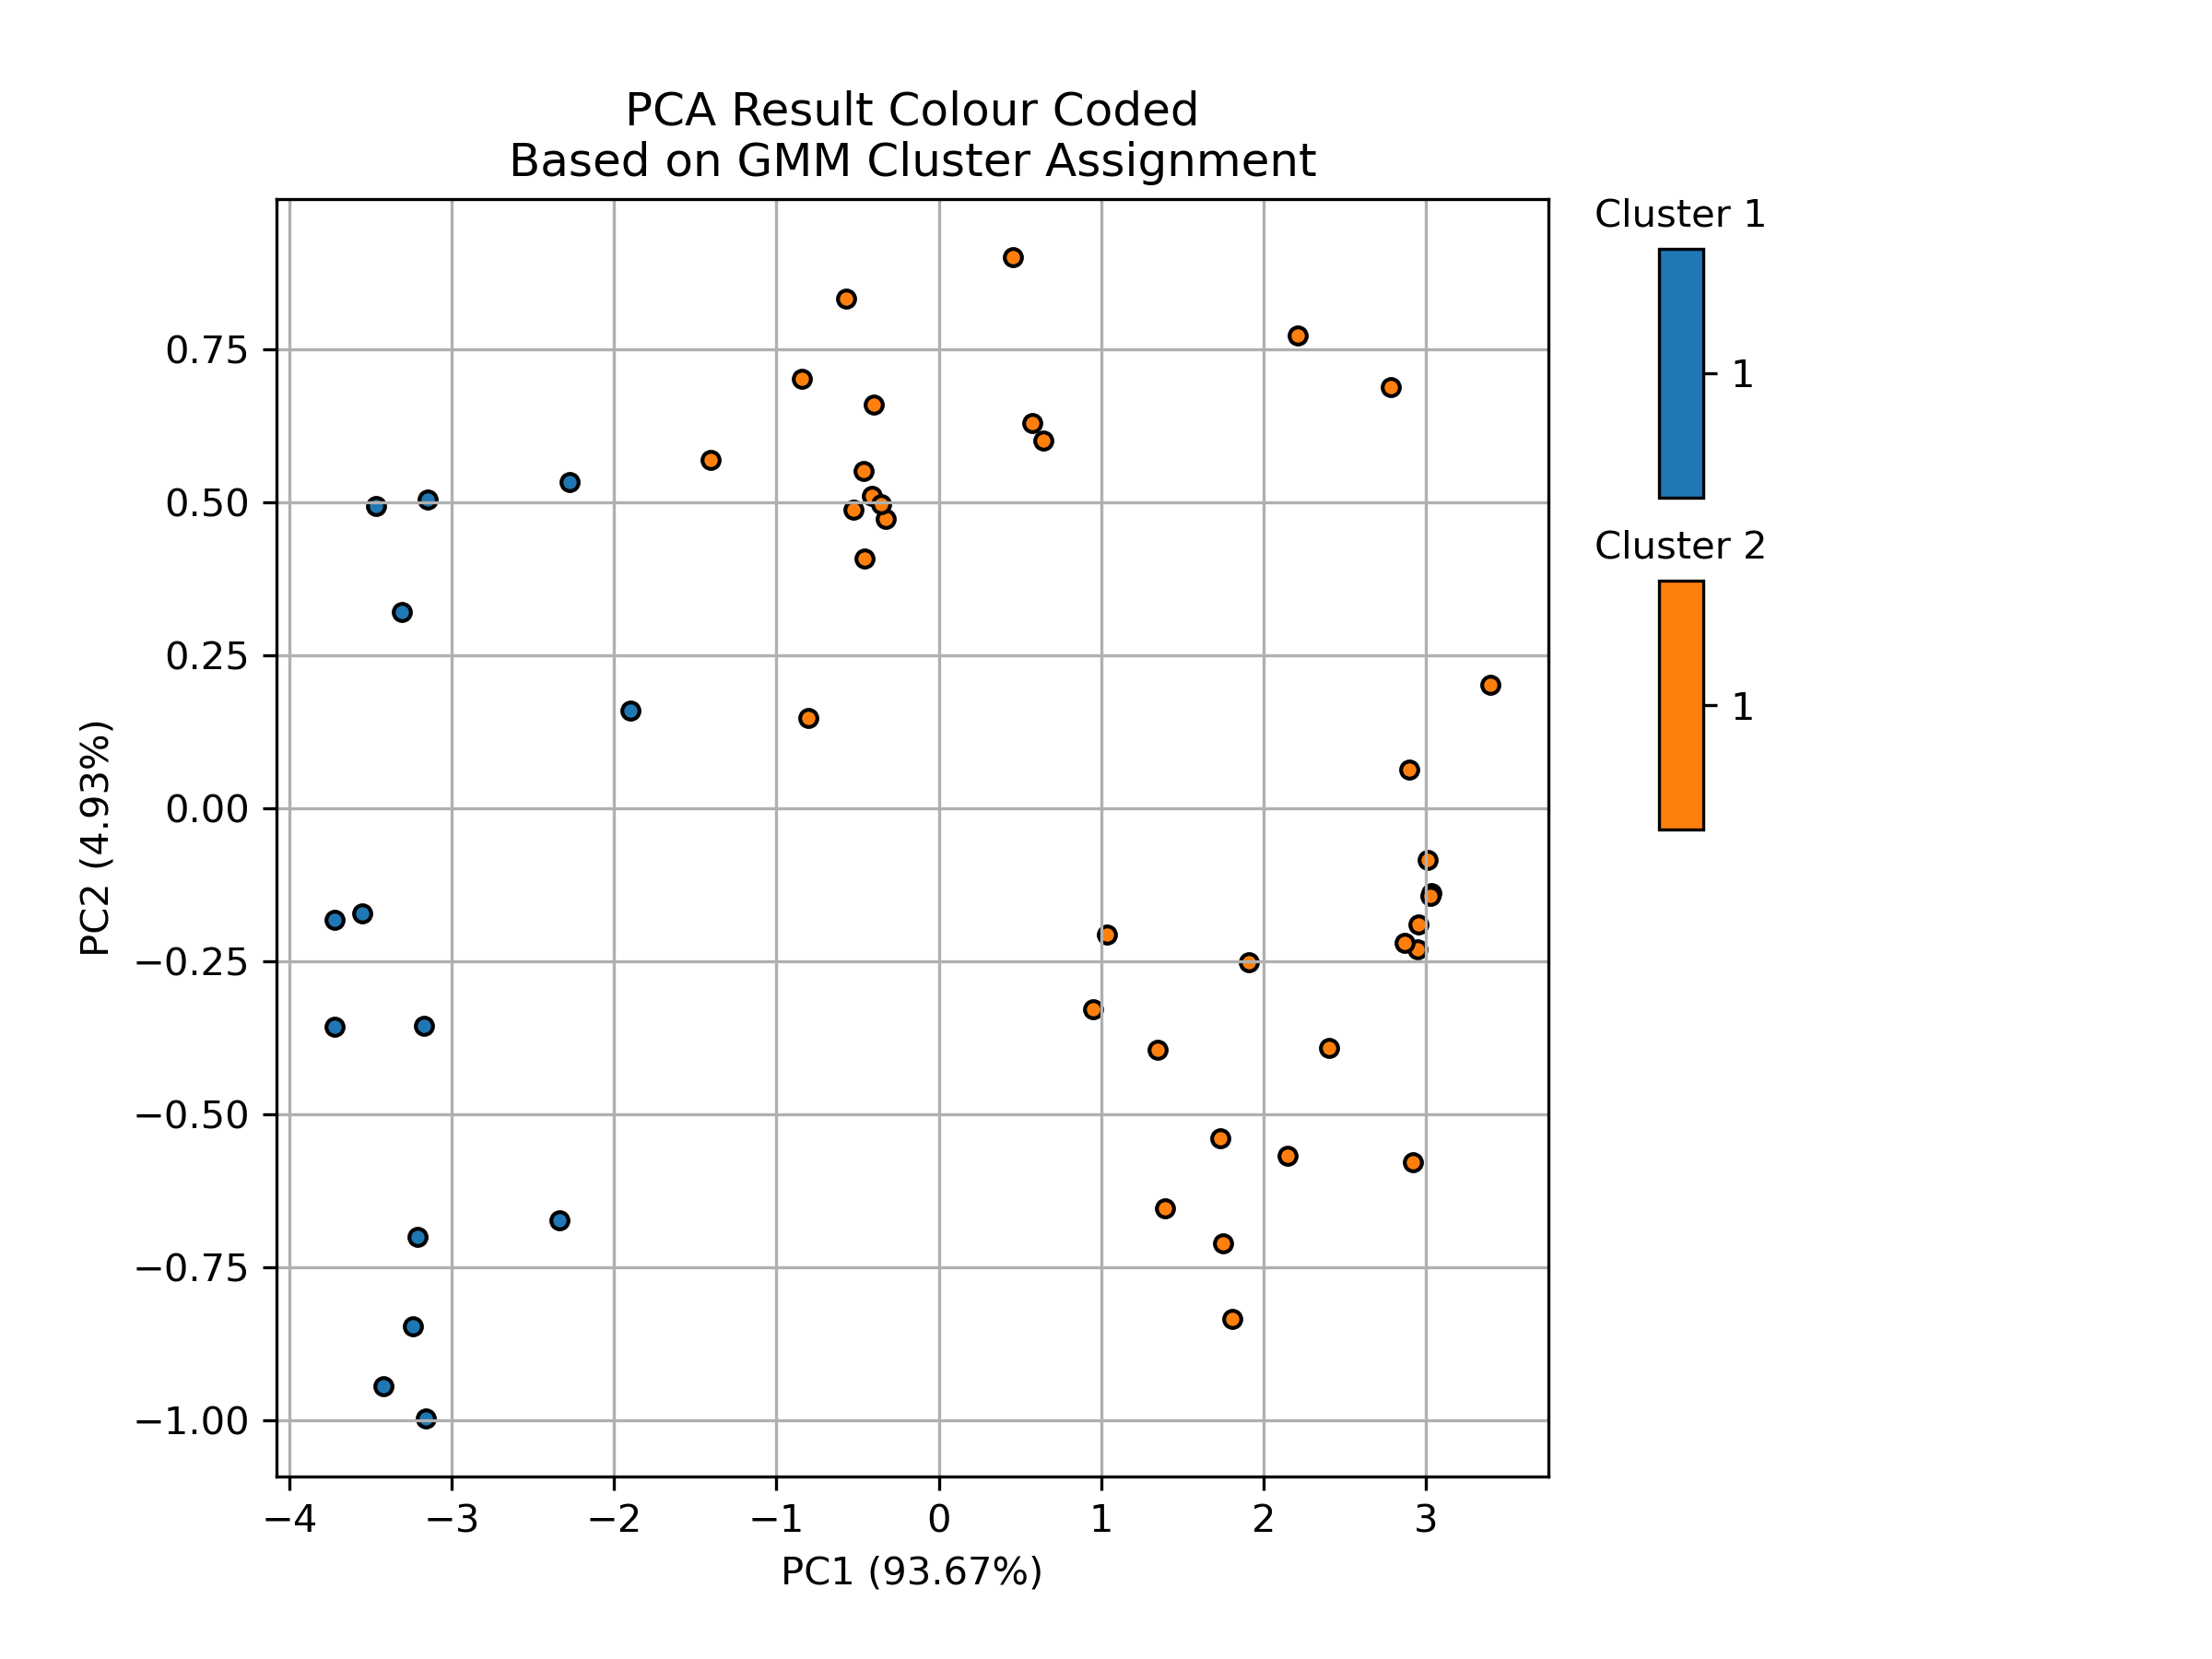 PCA Result Colour Coded
Based on GMM Cluster Assignment
Cluster 1
1
Cluster 2
1
0.75
0.50
0.25
0.00
−0.25
−0.50
−0.75
−1.00
PC2 (4.93%)
−4 −3 −2 −1 0 1 2 3
PC1 (93.67%)